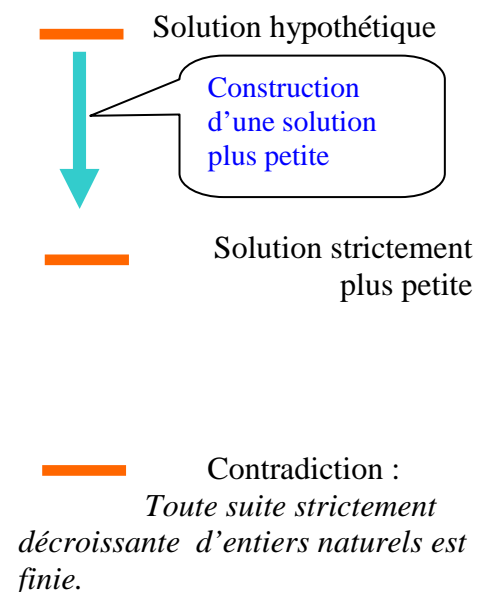 Solution hypothétique
Construction
d’une solution
plus petite
Solution strictement
plus petite
Contradiction :
Toute suite strictement
décroissante d’entiers naturels est
finie.